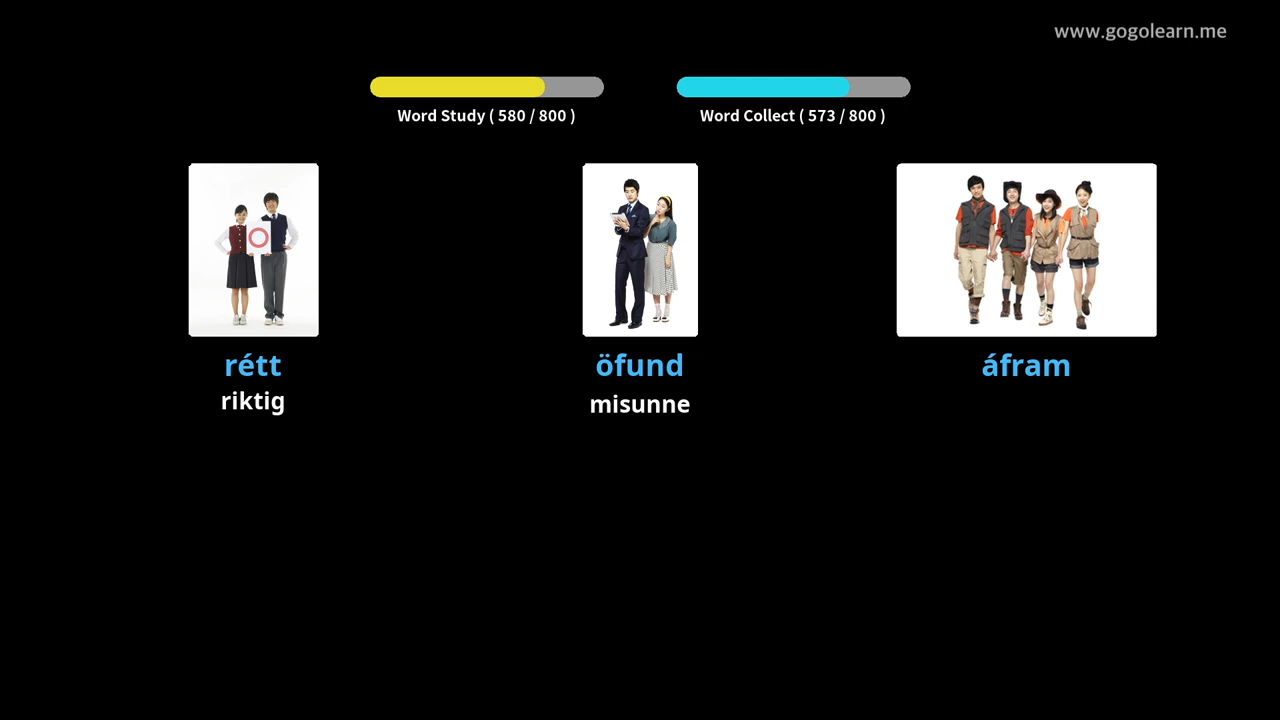 www.gogolearn.me
Word Study ( 580 / 800 )
Word Collect ( 573 / 800 )
rétt
riktig
öfund
misunne
áfram